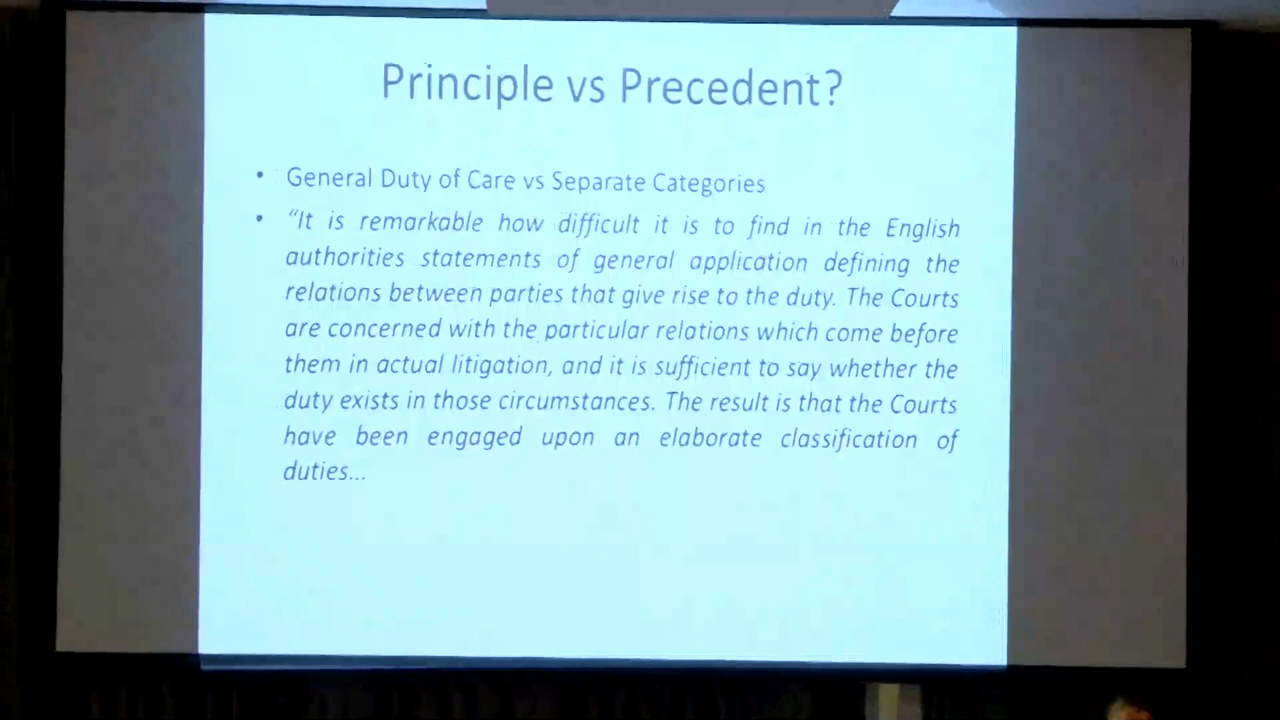 Principle vs Precedent?
• General Duty of Care vs Separate Categories
• “It is remarkable how difficult it is to find in the English
authorities statements of general application defining the
relations between parties that give rise to the duty. The Courts
are concerned with the particular relations which come before
them in actual litigation, and it is sufficient to say whether the
duty exists in those circumstances. The result is that the Courts
have been engaged upon an elaborate classification of
duties…